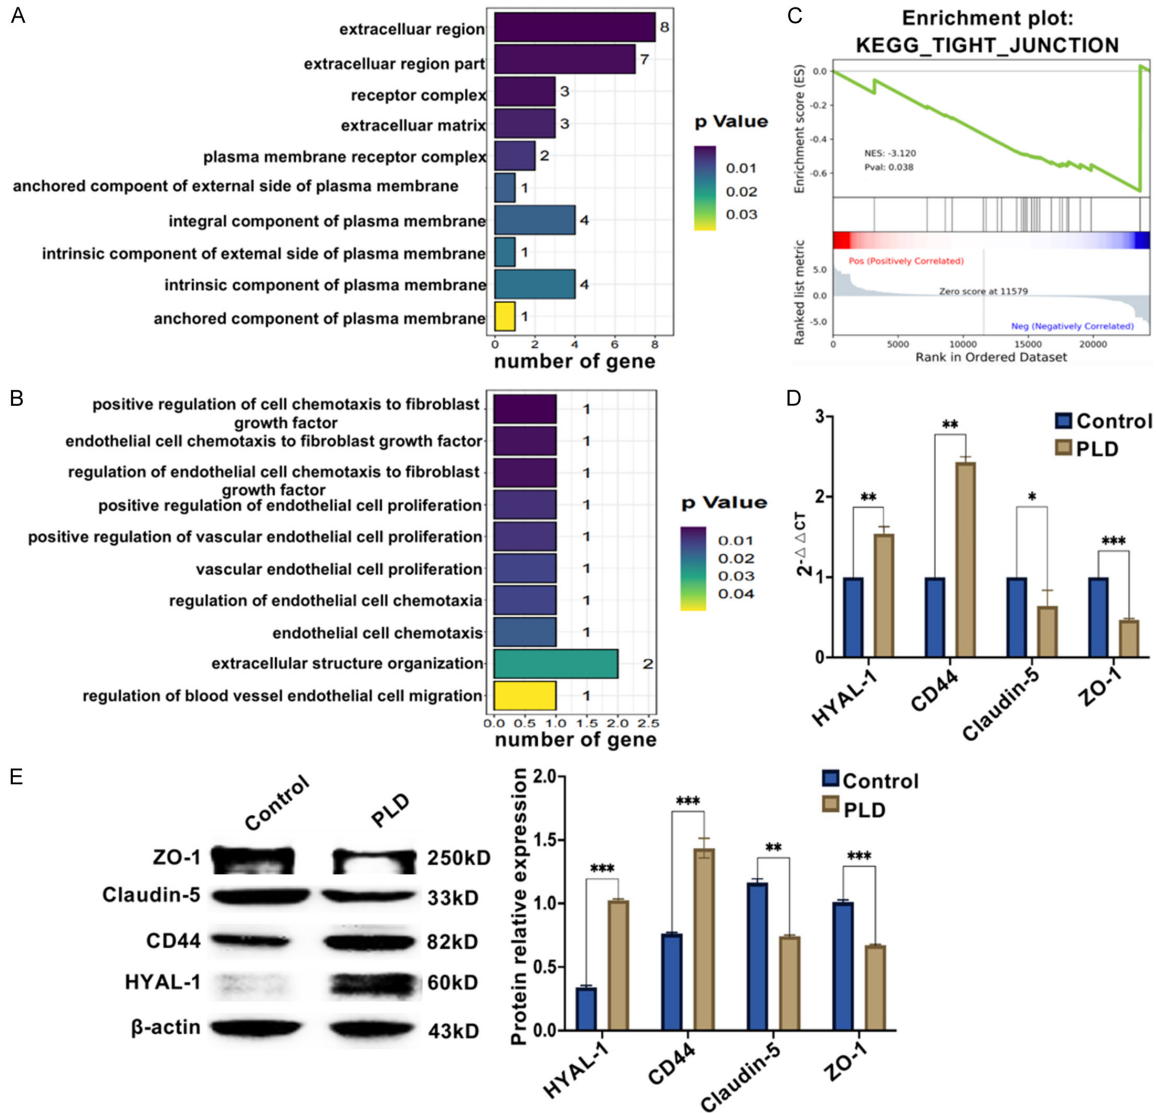 A
extracelluar region
8
extracelluar region part
7
receptor complex
3
extracelluar matrix
3
plasma membrane receptor complex
2
anchored compoent of external side of plasma membrane
1
integral component of plasma membrane
4
intrinsic component of extemal side of plasma membrane
1
intrinsic component of plasma membrane
4
anchored component of plasma membrane
1
0 2 4 6 8
number of gene
p Value
0.01
0.02
0.03
B
positive regulation of cell chemotaxis to fibroblast
growth factor
1
endothelial cell chemotaxis to fibroblast growth factor
1
regulation of endothelial cell chemotaxis to fibroblast
growth factor
1
positive regulation of endothelial cell proliferation
1
positive regulation of vascular endothelial cell proliferation
1
vascular endothelial cell proliferation
1
regulation of endothelial cell chemotaxia
1
endothelial cell chemotaxis
1
extracellular structure organization
2
regulation of blood vessel endothelial cell migration
1
0.0 0.5 1.0 1.5 2.0 2.5
number of gene
p Value
0.01
0.02
0.03
0.04
C
Enrichment plot:
KEGG_TIGHT_JUNCTION
Enrichment score (ES)
0.0
-0.2
-0.4
-0.6
NES: -3.120
Pval: 0.038
Pos (Positively Correlated)
Ranked list metric
5.0
0.0
-5.0
Zero score at 11579
Neg (Negatively Correlated)
0 5000 10000 15000 20000
Rank in Ordered Dataset
D
Control
PLD
2-△△CT
3
2
1
0
**
**
*
***
HYAL-1
CD44
Claudin-5
ZO-1
E
Control
PLD
ZO-1
250kD
Claudin-5
33kD
CD44
82kD
HYAL-1
60kD
β-actin
43kD
Control
PLD
Protein relative expression
2.0
1.5
1.0
0.5
0.0
***
***
**
***
HYAL-1
CD44
Claudin-5
ZO-1